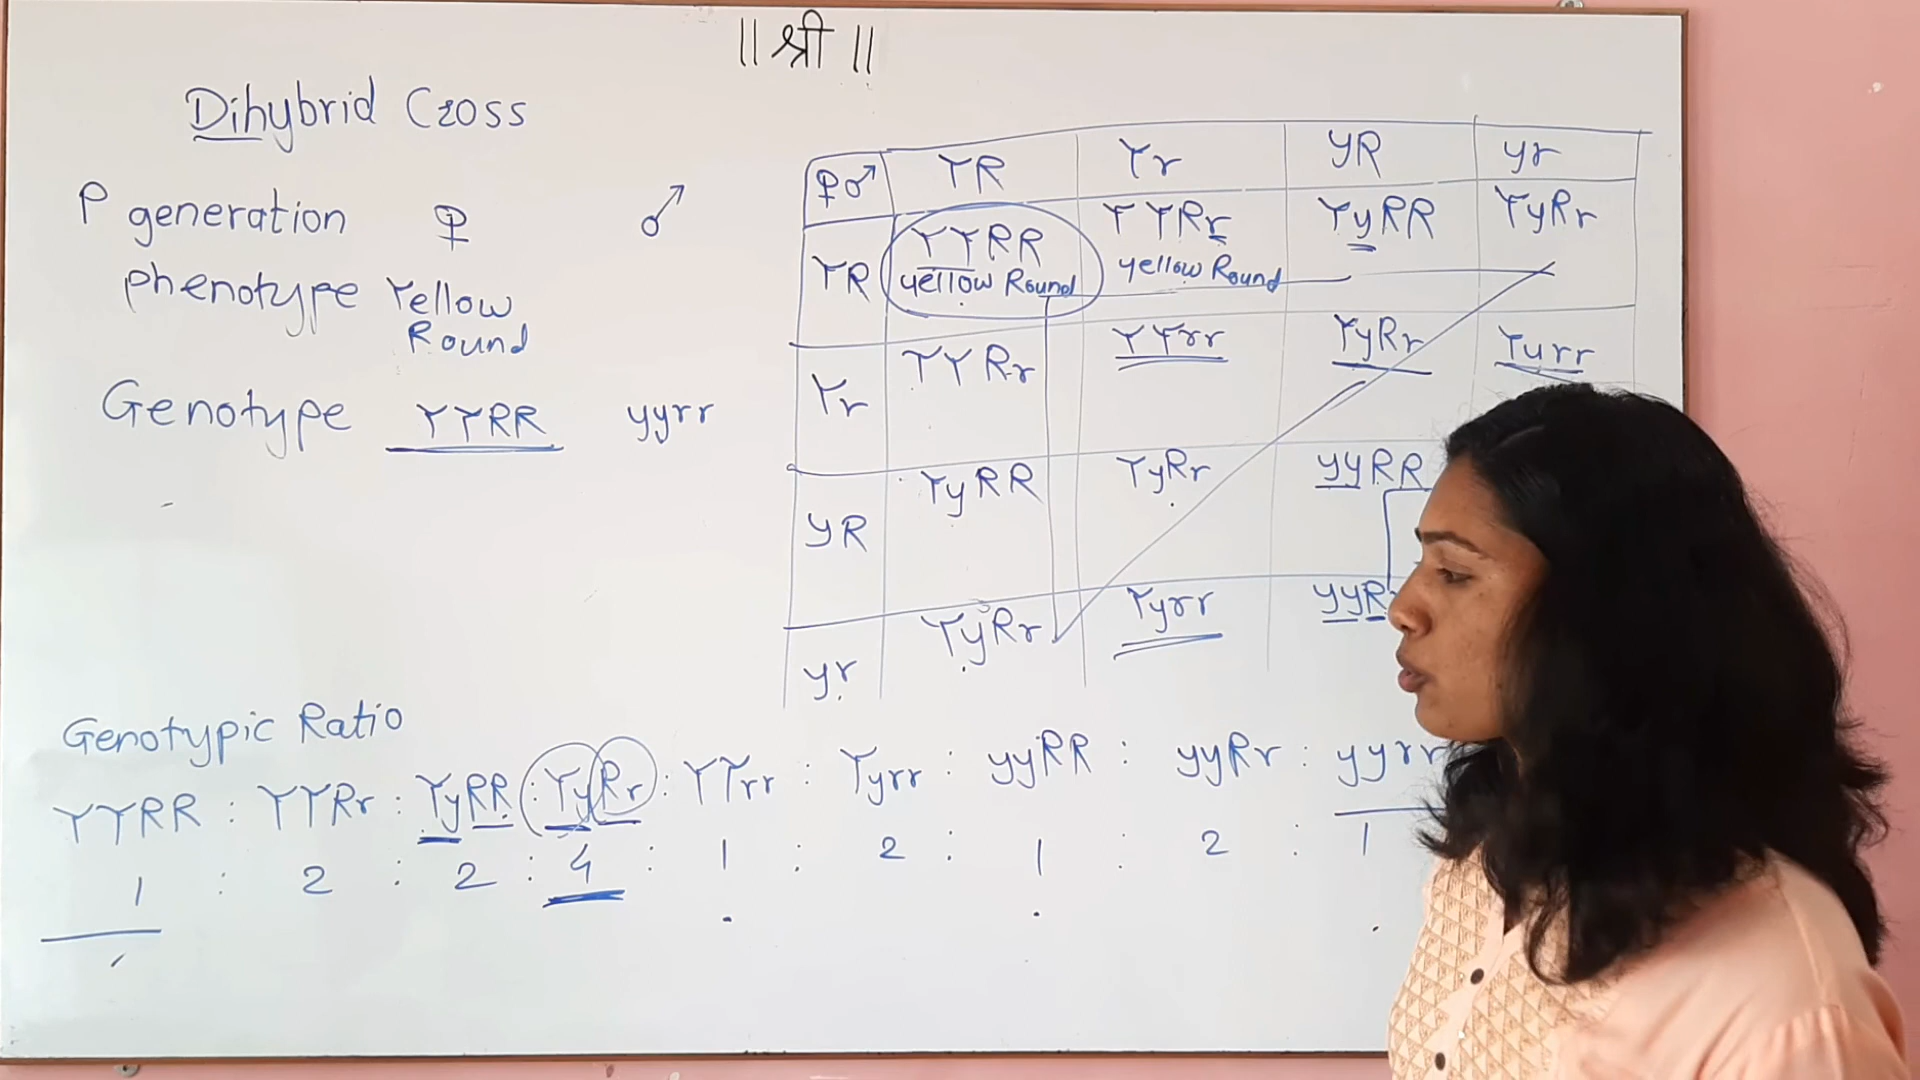 || श्री ||
Dihybrid Cross
P generation ♀ ♂
phenotype Yellow
Round
Genotype YYRR yyrr
♀♂ YR Yr yR yr
YR YYRR YYRr YyRR YyRr
yellow Round yellow Round
Yr YYRr YYrr YyRr Yyrr
yR YyRR YyRr yyRR
yr YyRr Yyrr
Genotypic Ratio
YYRR : YYRr : YyRR : YyRr : YYrr : Yyrr : yyRR : yyRr : yyrr
1 : 2 : 2 : 4 : 1 : 2 : 1 : 2 : 1